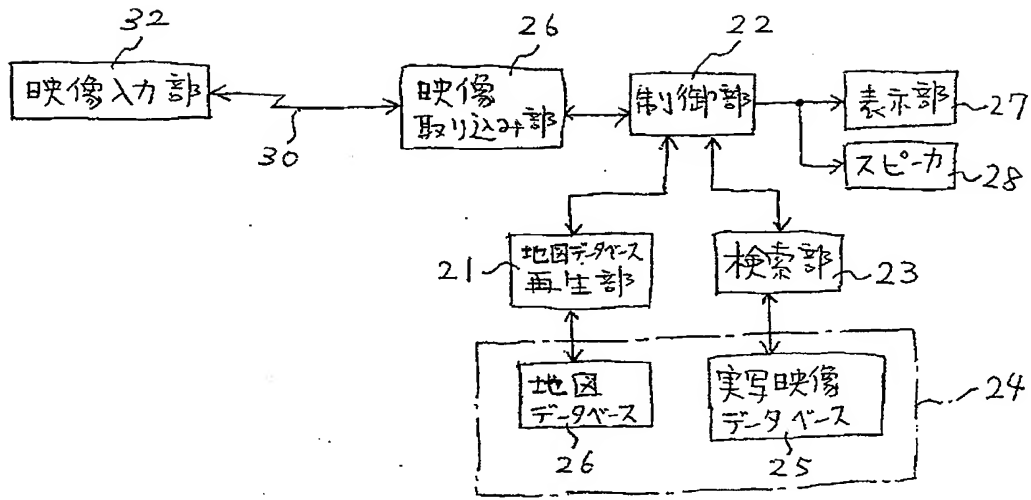 32
映像入力部
30
26
映像
取り込み部
22
制御部
表示部
27
スピーカ
28
21
地図データベース
再生部
検索部
23
24
地図
データベース
26
実写映像
データベース
25